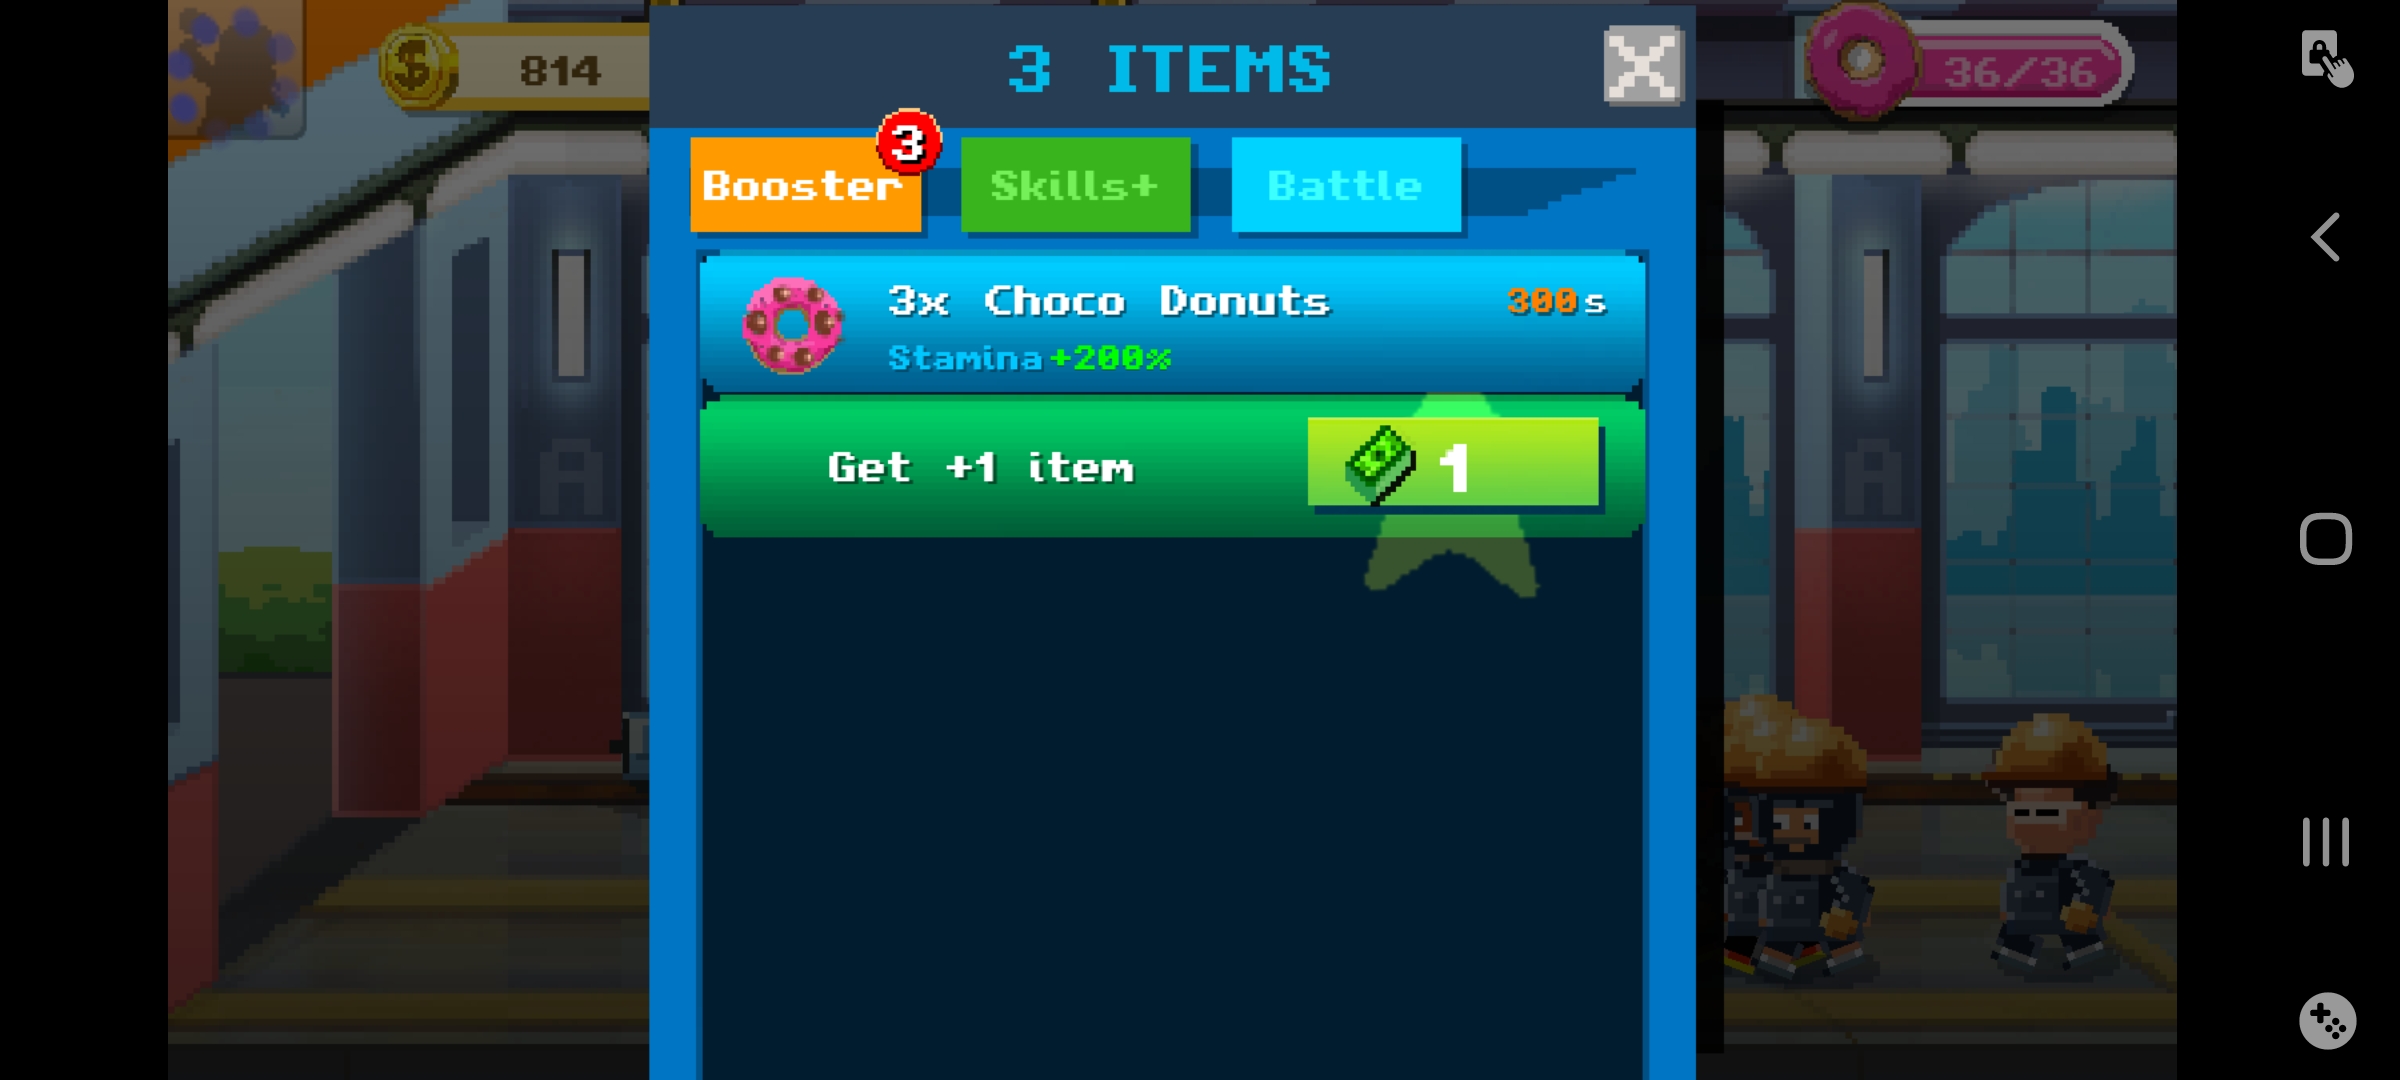 814
3 ITEMS
36/36
3
Booster
Skills+
Battle
3x Choco Donuts
300s
Stamina +200%
A
A
Get +1 item
1